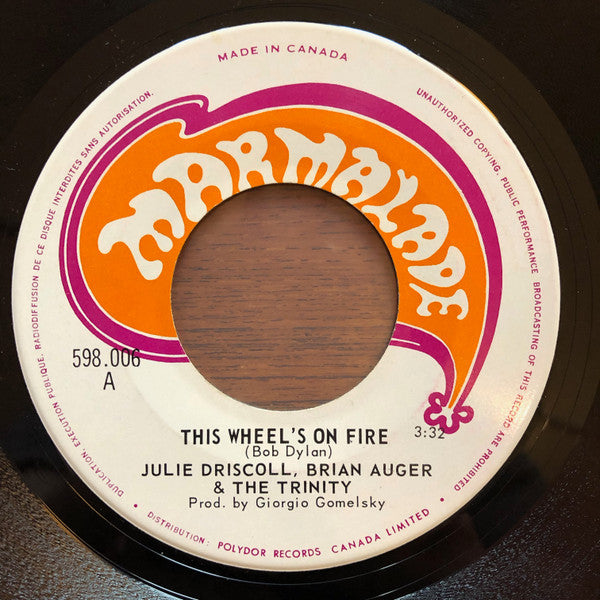 MADE IN CANADA
DUPLICATION, EXECUTION PUBLIQUE, RADIODIFFUSION DE CE DISQUE INTERDITES SANS AUTORISATION.
UNAUTHORIZED COPYING, PUBLIC PERFORMANCE BROADCASTING OF THIS RECORD ARE PROHIBITED
MARMALADE
598.006
A
THIS WHEEL'S ON FIRE
3:32
(Bob Dylan)
JULIE DRISCOLL, BRIAN AUGER
& THE TRINITY
Prod. by Giorgio Gomelsky
• DISTRIBUTION: POLYDOR RECORDS CANADA LIMITED •